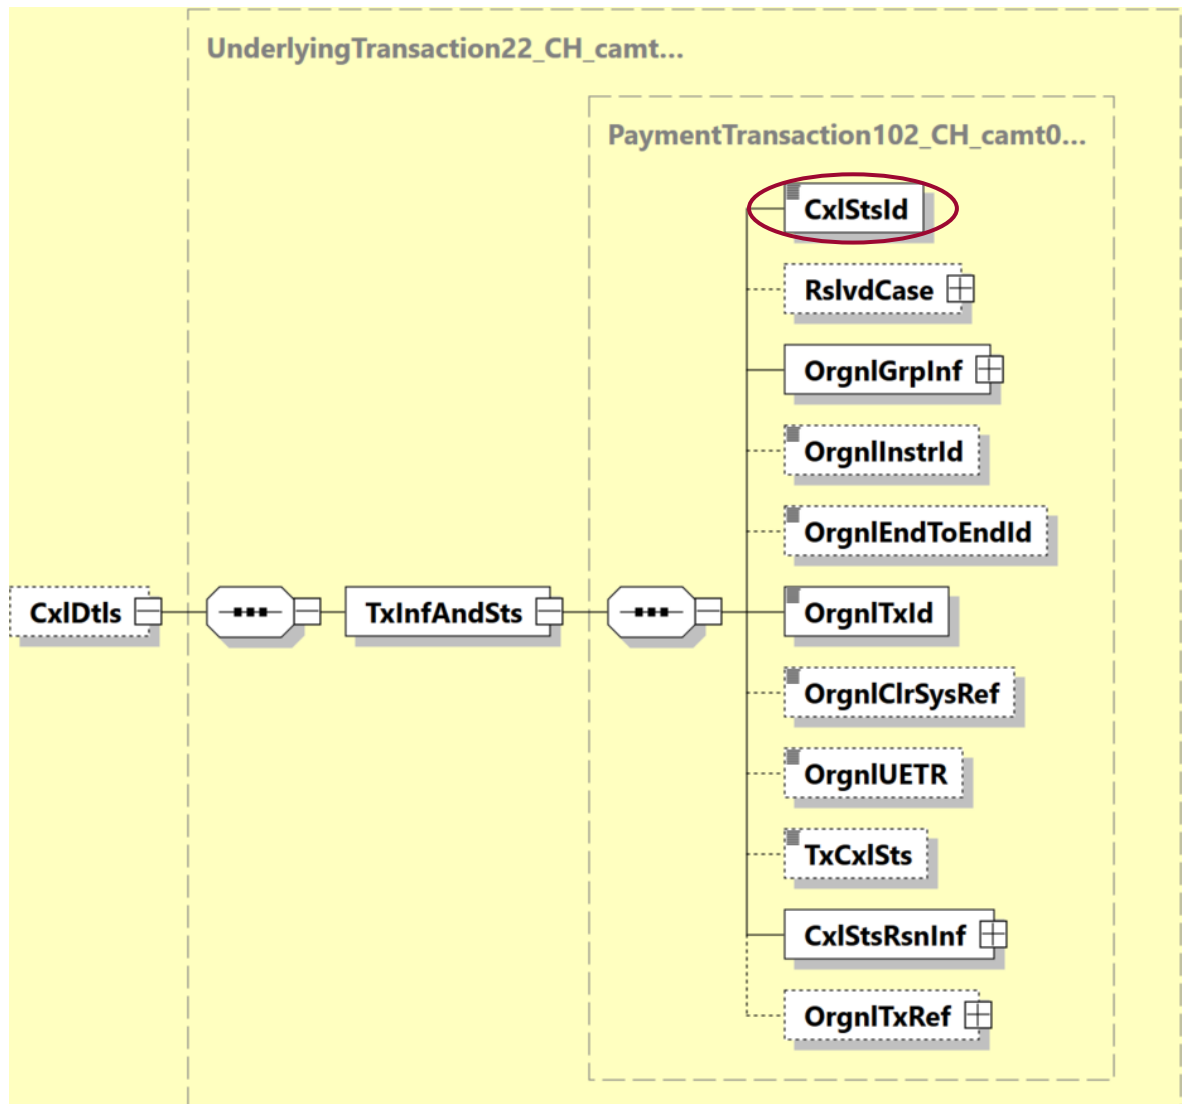 UnderlyingTransaction22_CH_camt...
PaymentTransaction102_CH_camt0...
CxlStsId
RslvdCase
OrgnlGrpInf
OrgnlInstrId
OrgnlEndToEndId
CxlDtls
TxInfAndSts
OrgnlTxId
OrgnlClrSysRef
OrgnlUETR
TxCxlSts
CxlStsRsnInf
OrgnlTxRef